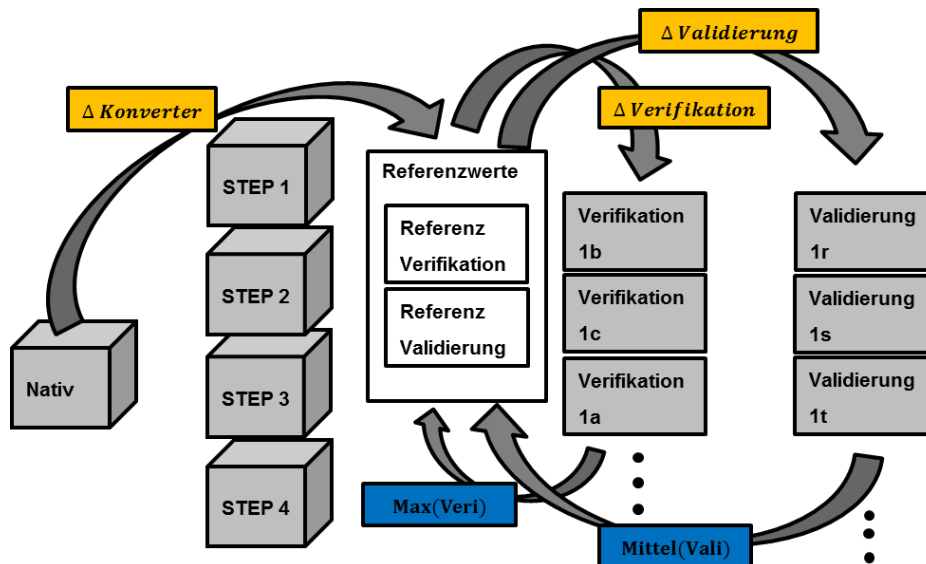 Δ Validierung
Δ Konverter
Δ Verifikation
STEP 1
STEP 2
STEP 3
STEP 4
Nativ
Referenzwerte
Referenz
Verifikation
Referenz
Validierung
Verifikation
1b
Verifikation
1c
Verifikation
1a
Validierung
1r
Validierung
1s
Validierung
1t
Max(Veri)
Mittel(Vali)